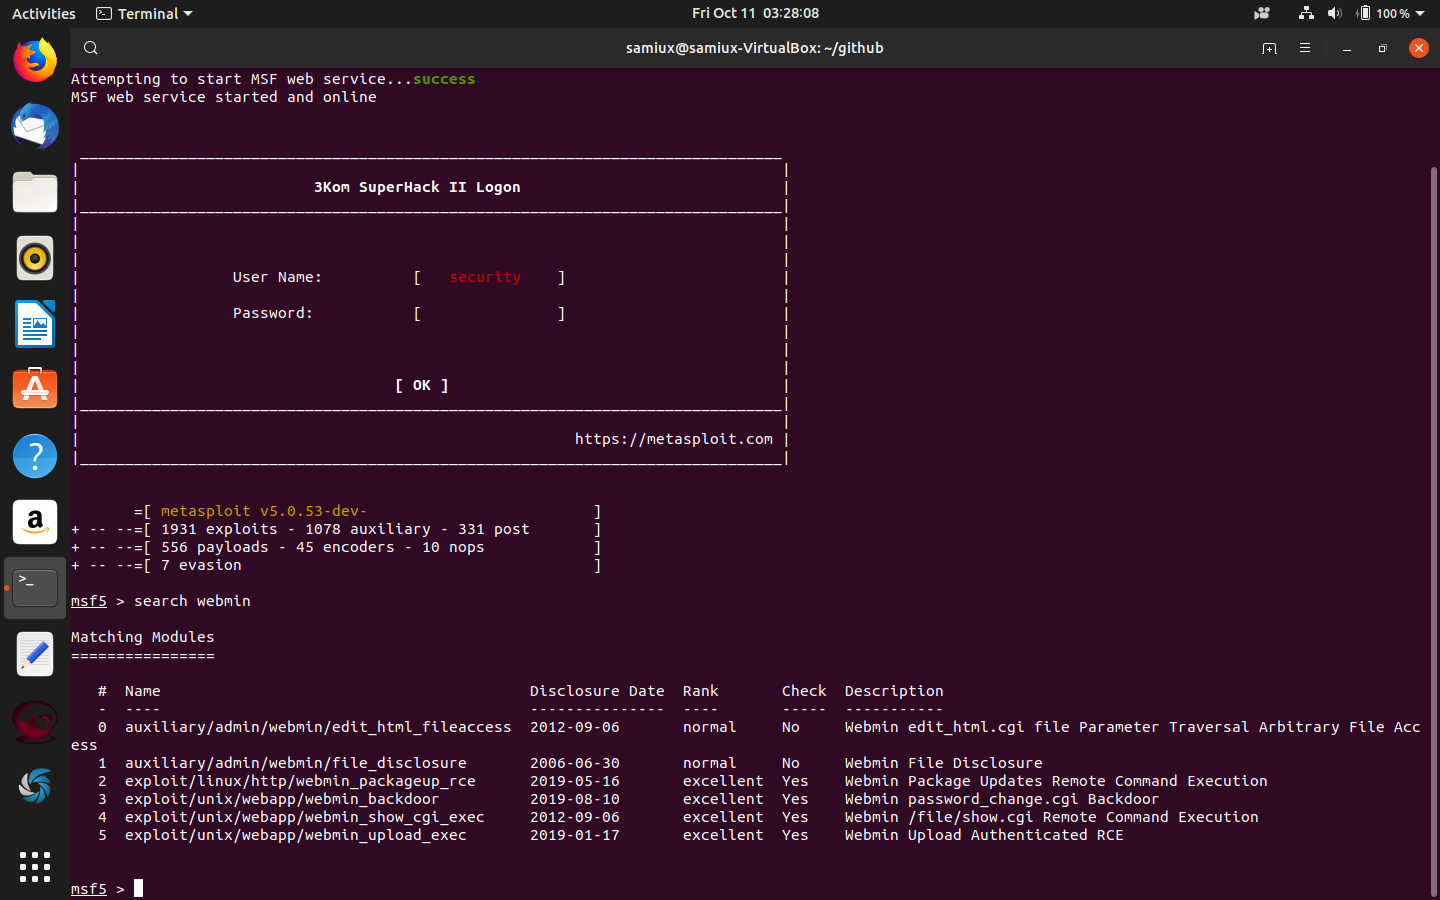 Activities Terminal Fri Oct 11 03:28:08 100 %
samiux@samiux-VirtualBox: ~/github
Attempting to start MSF web service...success
MSF web service started and online
 ______________________________________________________________________________
|                                                                              |
|                          3Kom SuperHack II Logon                             |
|______________________________________________________________________________|
|                                                                              |
|                                                                              |
|                                                                              |
|                 User Name:          [   security    ]                        |
|                                                                              |
|                 Password:           [               ]                        |
|                                                                              |
|                                                                              |
|                                                                              |
|                                   [ OK ]                                     |
|______________________________________________________________________________|
|                                                                              |
|                                                       https://metasploit.com |
|______________________________________________________________________________|
       =[ metasploit v5.0.53-dev-                         ]
+ -- --=[ 1931 exploits - 1078 auxiliary - 331 post       ]
+ -- --=[ 556 payloads - 45 encoders - 10 nops            ]
+ -- --=[ 7 evasion                                       ]
msf5 > search webmin
Matching Modules
================
   #  Name                                         Disclosure Date  Rank       Check  Description
   -  ----                                         ---------------  ----       -----  -----------
   0  auxiliary/admin/webmin/edit_html_fileaccess  2012-09-06       normal     No     Webmin edit_html.cgi file Parameter Traversal Arbitrary File Acc
ess
   1  auxiliary/admin/webmin/file_disclosure       2006-06-30       normal     No     Webmin File Disclosure
   2  exploit/linux/http/webmin_packageup_rce      2019-05-16       excellent  Yes    Webmin Package Updates Remote Command Execution
   3  exploit/unix/webapp/webmin_backdoor          2019-08-10       excellent  Yes    Webmin password_change.cgi Backdoor
   4  exploit/unix/webapp/webmin_show_cgi_exec     2012-09-06       excellent  Yes    Webmin /file/show.cgi Remote Command Execution
   5  exploit/unix/webapp/webmin_upload_exec       2019-01-17       excellent  Yes    Webmin Upload Authenticated RCE
msf5 >